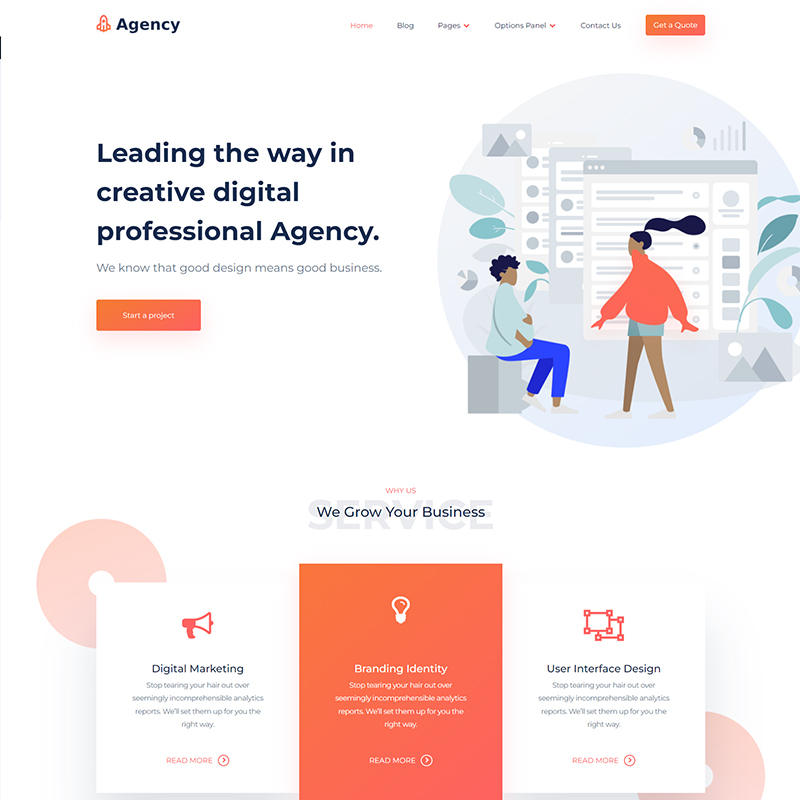 Agency
Home Blog Pages Options Panel Contact Us Get a Quote
Leading the way in
creative digital
professional Agency.
We know that good design means good business.
Start a project
WHY US
SERVICE
We Grow Your Business
Digital Marketing
Stop tearing your hair out over
seemingly incomprehensible analytics
reports. We'll set them up for you the
right way.
READ MORE
Branding Identity
Stop tearing your hair out over
seemingly incomprehensible analytics
reports. We'll set them up for you the
right way.
READ MORE
User Interface Design
Stop tearing your hair out over
seemingly incomprehensible analytics
reports. We'll set them up for you the
right way.
READ MORE